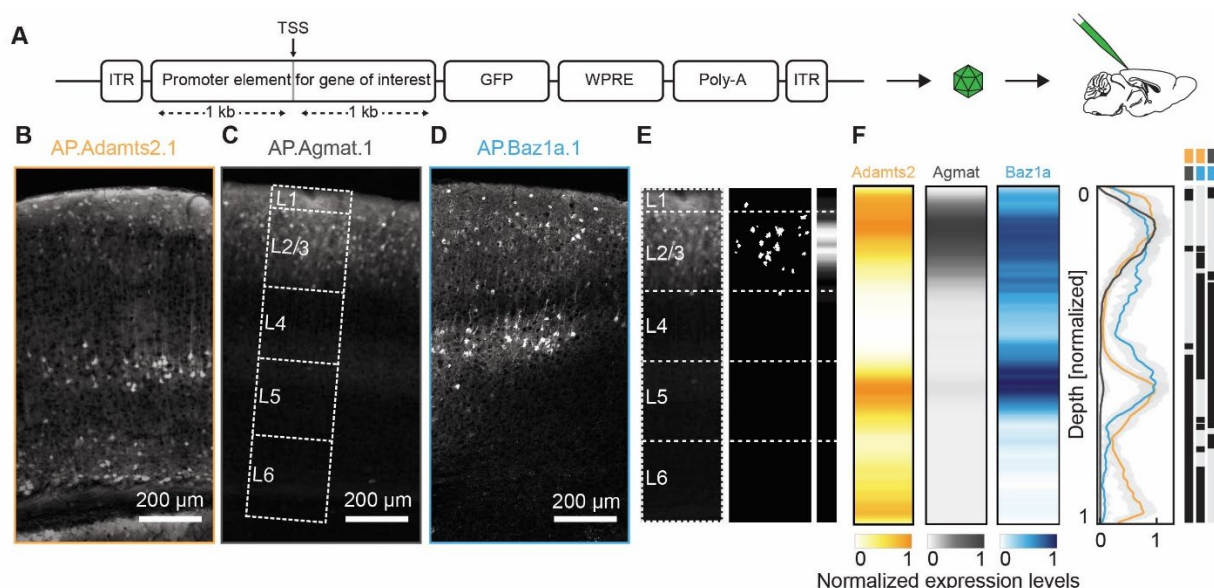 A
TSS
ITR
Promoter element for gene of interest
GFP
WPRE
Poly-A
ITR
1 kb
1 kb
B
AP.Adamts2.1
C
AP.Agmat.1
D
AP.Baz1a.1
E
F
L1
L2/3
L4
L5
L6
200 µm
200 µm
200 µm
L1
L2/3
L4
L5
L6
Adamts2
Agmat
Baz1a
0 1
0 1
0 1
Normalized expression levels
Depth [normalized]
0
1
0 1